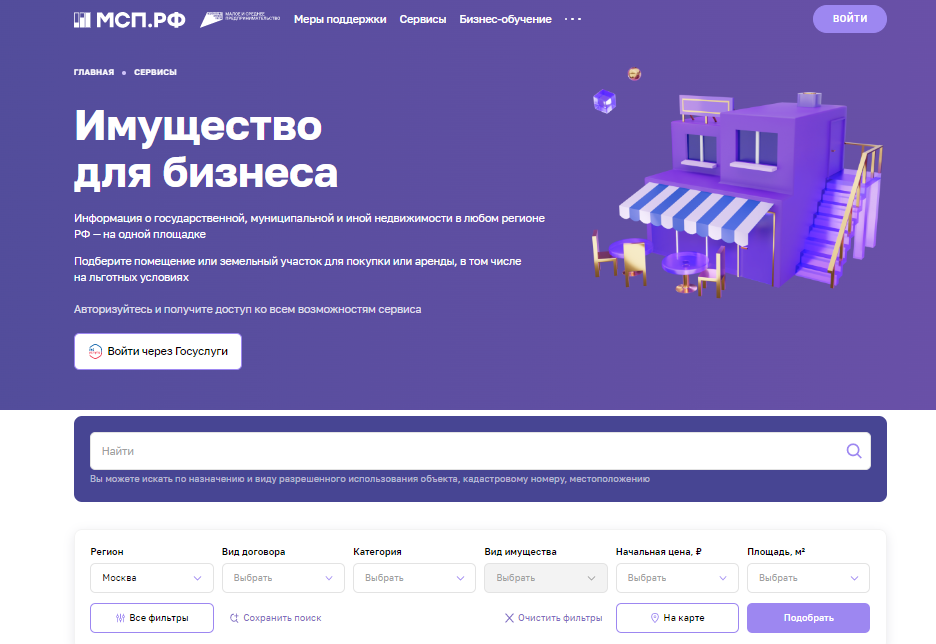 МСП.РФ
МАЛОЕ И СРЕДНЕЕ
ПРЕДПРИНИМАТЕЛЬСТВО
Меры поддержки Сервисы Бизнес-обучение ...
ВОЙТИ
ГЛАВНАЯ • СЕРВИСЫ
Имущество
для бизнеса
Информация о государственной, муниципальной и иной недвижимости в любом регионе
РФ — на одной площадке
Подберите помещение или земельный участок для покупки или аренды, в том числе
на льготных условиях
Авторизуйтесь и получите доступ ко всем возможностям сервиса
Войти через Госуслуги
Найти
Вы можете искать по назначению и виду разрешенного использования объекта, кадастровому номеру, местоположению
Регион Вид договора Категория Вид имущества Начальная цена, ₽ Площадь, м²
Москва Выбрать Выбрать Выбрать Выбрать Выбрать
Все фильтры Сохранить поиск Очистить фильтры На карте Подобрать